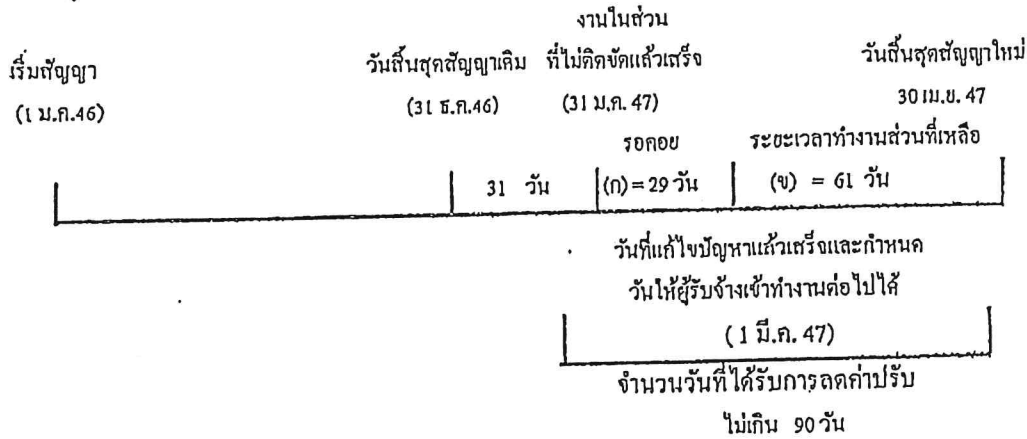 งานในส่วน
เริ่มสัญญา วันสิ้นสุดสัญญาเดิม ที่ไม่ติดขัดแล้วเสร็จ วันสิ้นสุดสัญญาใหม่
(1 ม.ค.46) (31 ธ.ค.46) (31 ม.ค. 47) 30 เม.ย. 47
รอคอย ระยะเวลาทำงานส่วนที่เหลือ
31 วัน (ก) = 29 วัน (ข) = 61 วัน
วันที่แก้ไขปัญหาแล้วเสร็จและกำหนด
วันให้ผู้รับจ้างเข้าทำงานต่อไปได้
(1 มี.ค. 47)
จำนวนวันที่ได้รับการลดค่าปรับ
ไม่เกิน 90 วัน